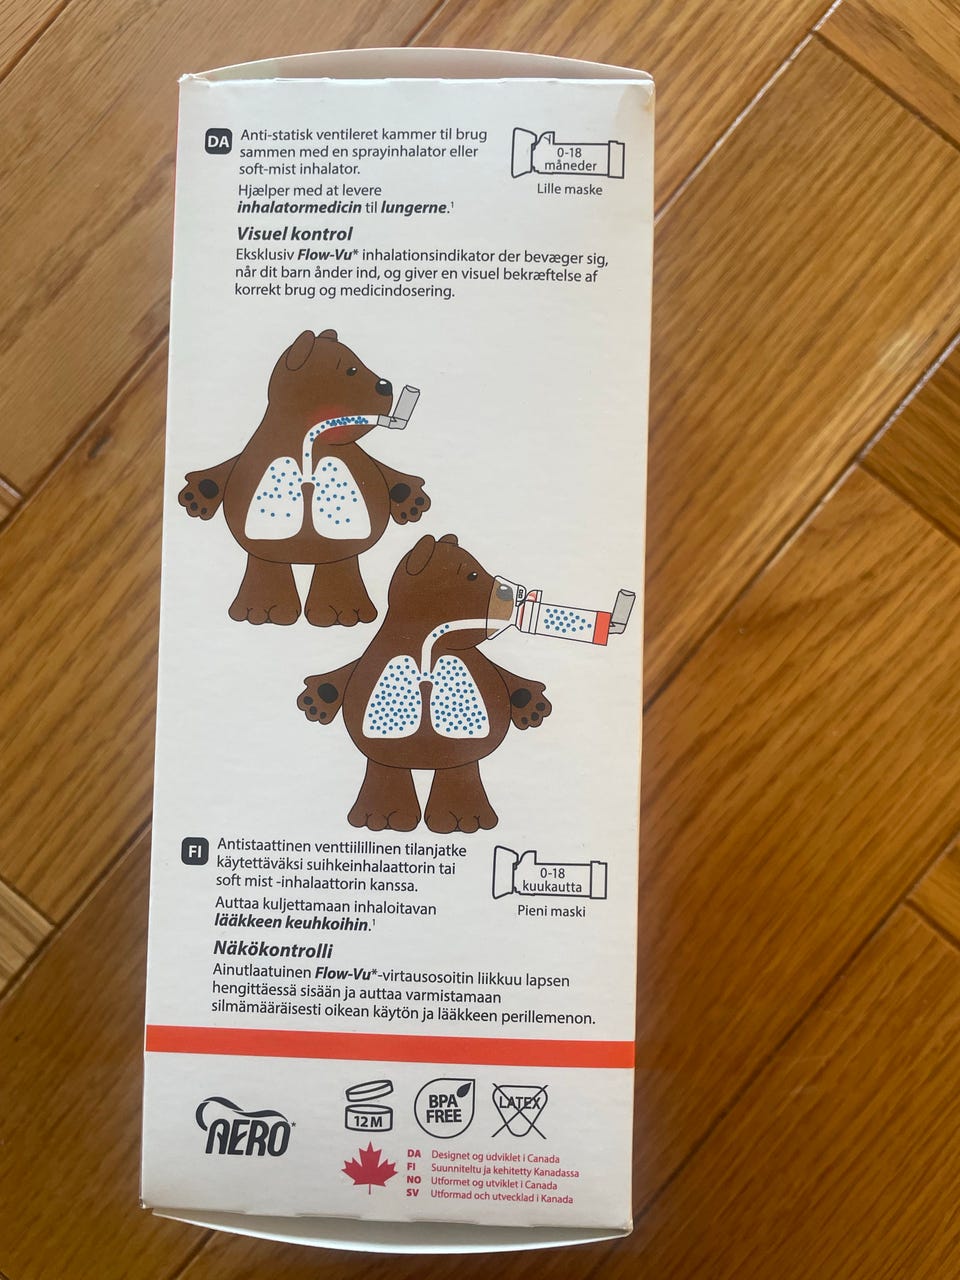 DA
Anti-statisk ventileret kammer til brug
sammen med en sprayinhalator eller
soft-mist inhalator.
Hjælper med at levere
inhalatormedicin til lungerne.¹
0-18
måneder
Lille maske
Visuel kontrol
Eksklusiv Flow-Vu* inhalationsindikator der bevæger sig,
når dit barn ånder ind, og giver en visuel bekræftelse af
korrekt brug og medicindosering.
FI
Antistaattinen venttiilillinen tilanjatke
käytettäväksi suihkeinhalaattorin tai
soft mist -inhalaattorin kanssa.
Auttaa kuljettamaan inhaloitavan
lääkkeen keuhkoihin.¹
0-18
kuukautta
Pieni maski
Näkökontrolli
Ainutlaatuinen Flow-Vu*-virtausosoitin liikkuu lapsen
hengittäessä sisään ja auttaa varmistamaan
silmämääräisesti oikean käytön ja lääkkeen perillemenon.
AERO*
12 M
BPA
FREE
LATEX
DA Designet og udviklet i Canada
FI Suunniteltu ja kehitetty Kanadassa
NO Utformet og utviklet i Canada
SV Utformad och utvecklad i Kanada